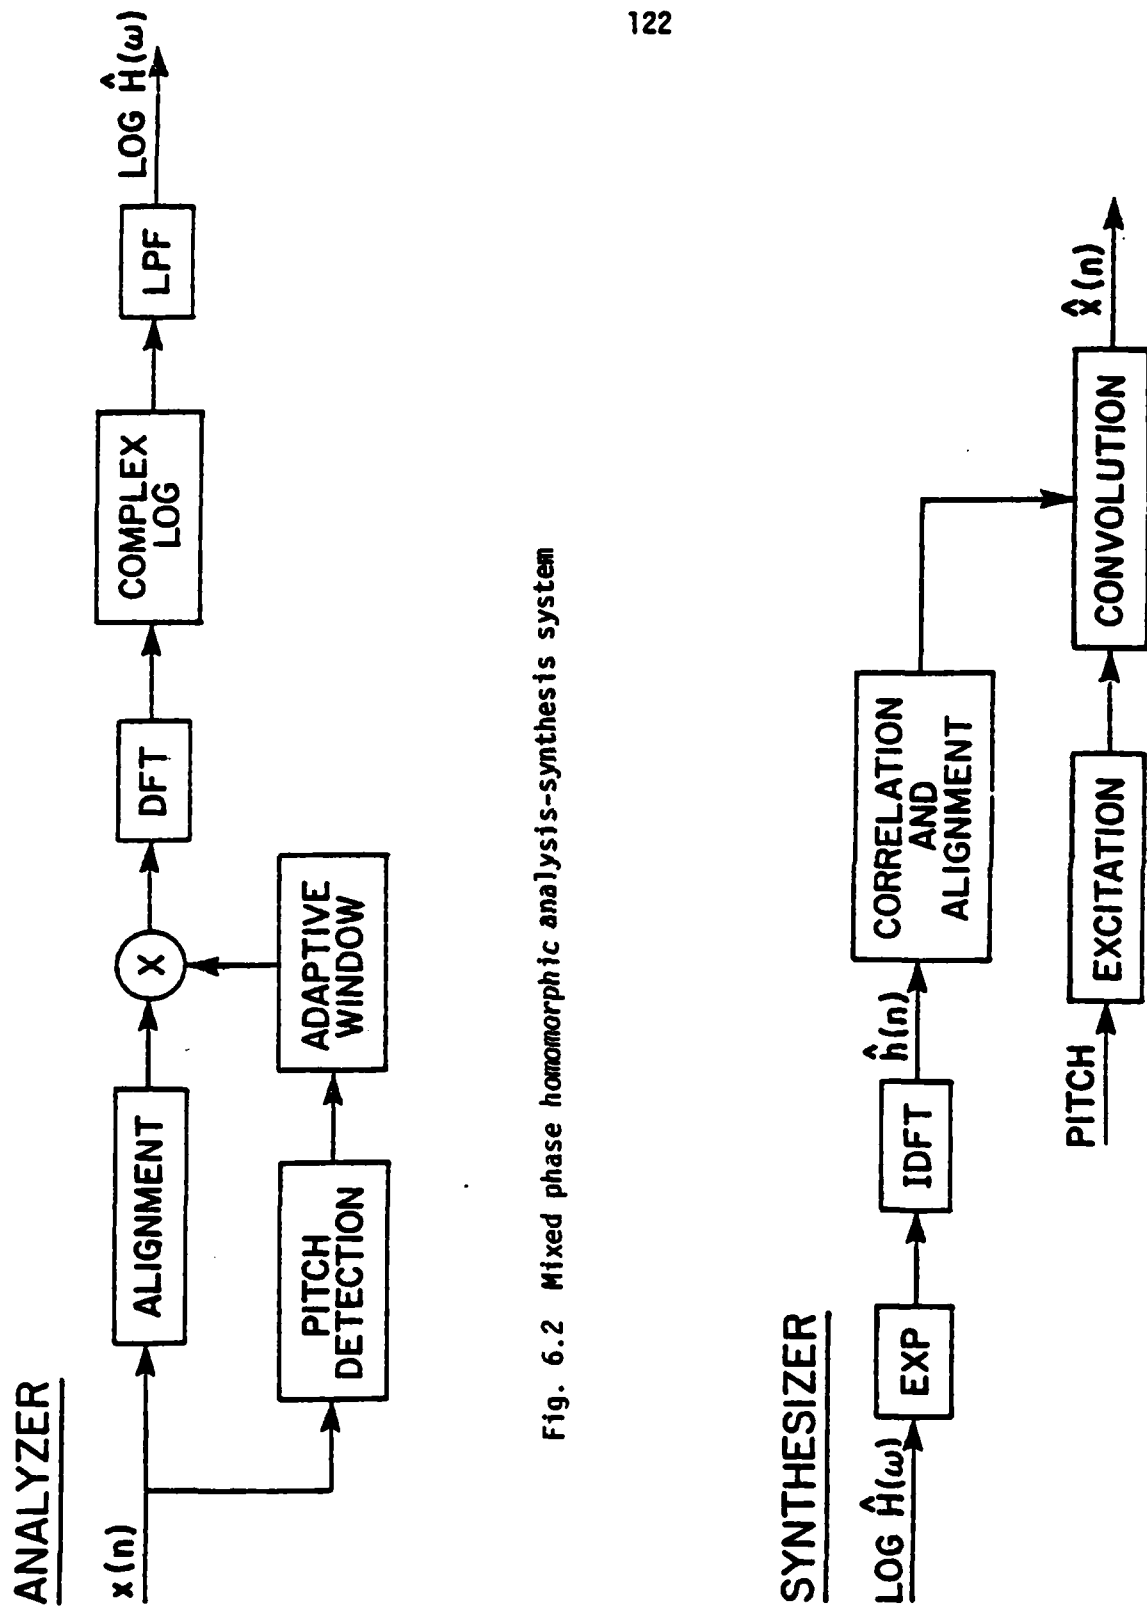 122
ANALYZER
x(n)
ALIGNMENT
X
DFT
COMPLEX
LOG
LPF
LOG Ĥ(ω)
PITCH
DETECTION
ADAPTIVE
WINDOW
Fig. 6.2 Mixed phase homomorphic analysis-synthesis system
SYNTHESIZER
LOG Ĥ(ω)
EXP
IDFT
ĥ(n)
CORRELATION
AND
ALIGNMENT
PITCH
EXCITATION
CONVOLUTION
x̂(n)